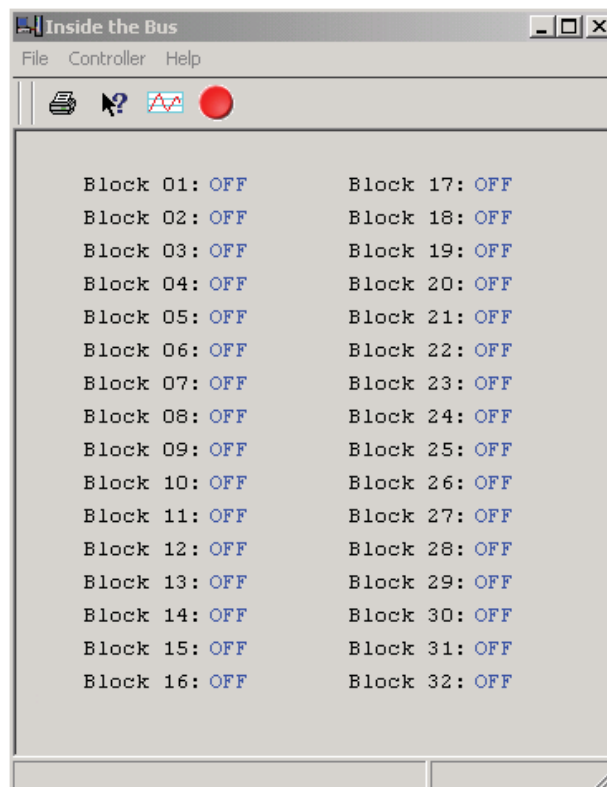 Inside the Bus
File Controller Help
Block 01: OFF Block 17: OFF
Block 02: OFF Block 18: OFF
Block 03: OFF Block 19: OFF
Block 04: OFF Block 20: OFF
Block 05: OFF Block 21: OFF
Block 06: OFF Block 22: OFF
Block 07: OFF Block 23: OFF
Block 08: OFF Block 24: OFF
Block 09: OFF Block 25: OFF
Block 10: OFF Block 26: OFF
Block 11: OFF Block 27: OFF
Block 12: OFF Block 28: OFF
Block 13: OFF Block 29: OFF
Block 14: OFF Block 30: OFF
Block 15: OFF Block 31: OFF
Block 16: OFF Block 32: OFF